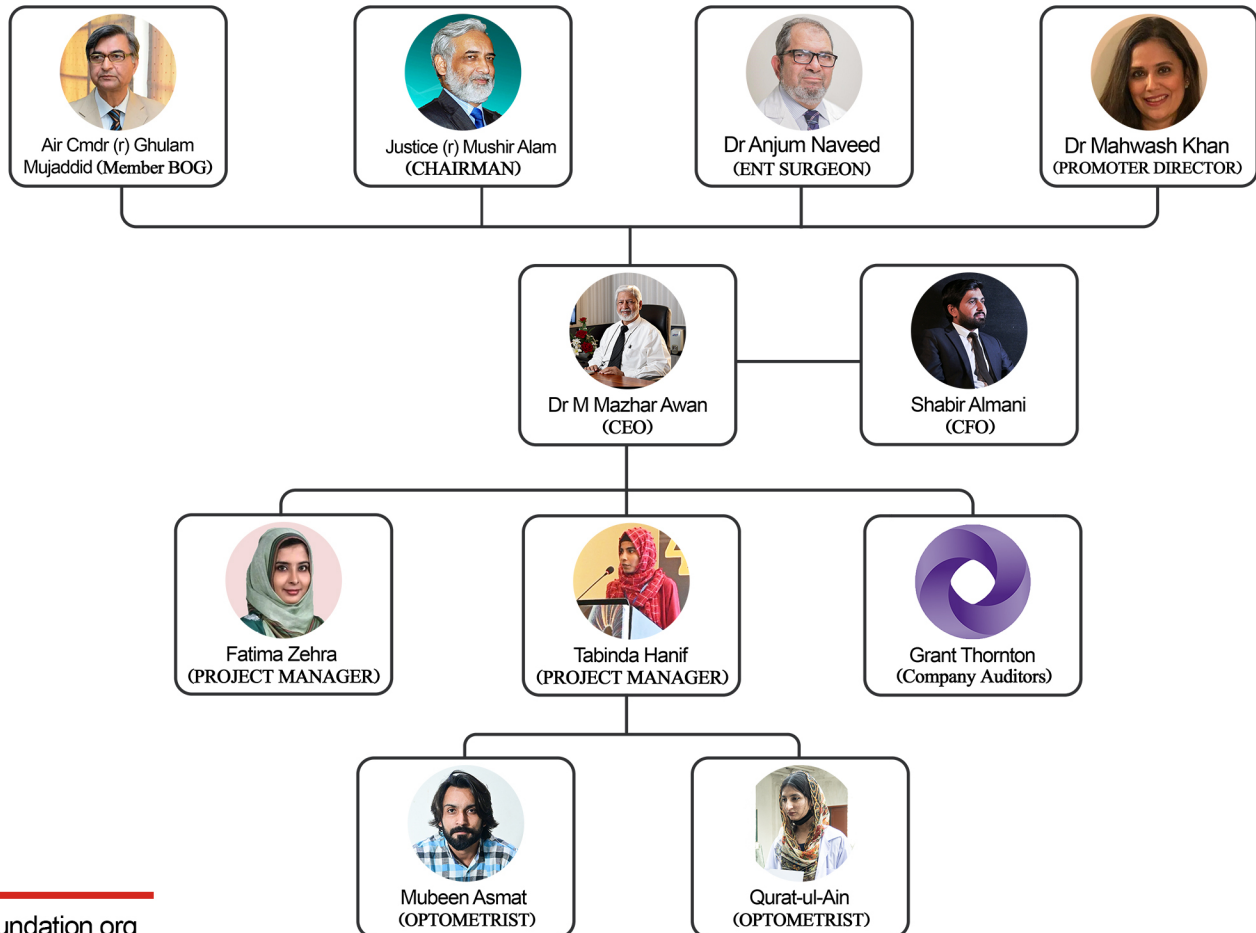 Air Cmdr (r) Ghulam
Mujaddid (Member BOG)
Justice (r) Mushir Alam
(CHAIRMAN)
Dr Anjum Naveed
(ENT SURGEON)
Dr Mahwash Khan
(PROMOTER DIRECTOR)
Dr M Mazhar Awan
(CEO)
Shabir Almani
(CFO)
Fatima Zehra
(PROJECT MANAGER)
Tabinda Hanif
(PROJECT MANAGER)
Grant Thornton
(Company Auditors)
Mubeen Asmat
(OPTOMETRIST)
Qurat-ul-Ain
(OPTOMETRIST)
undation.org